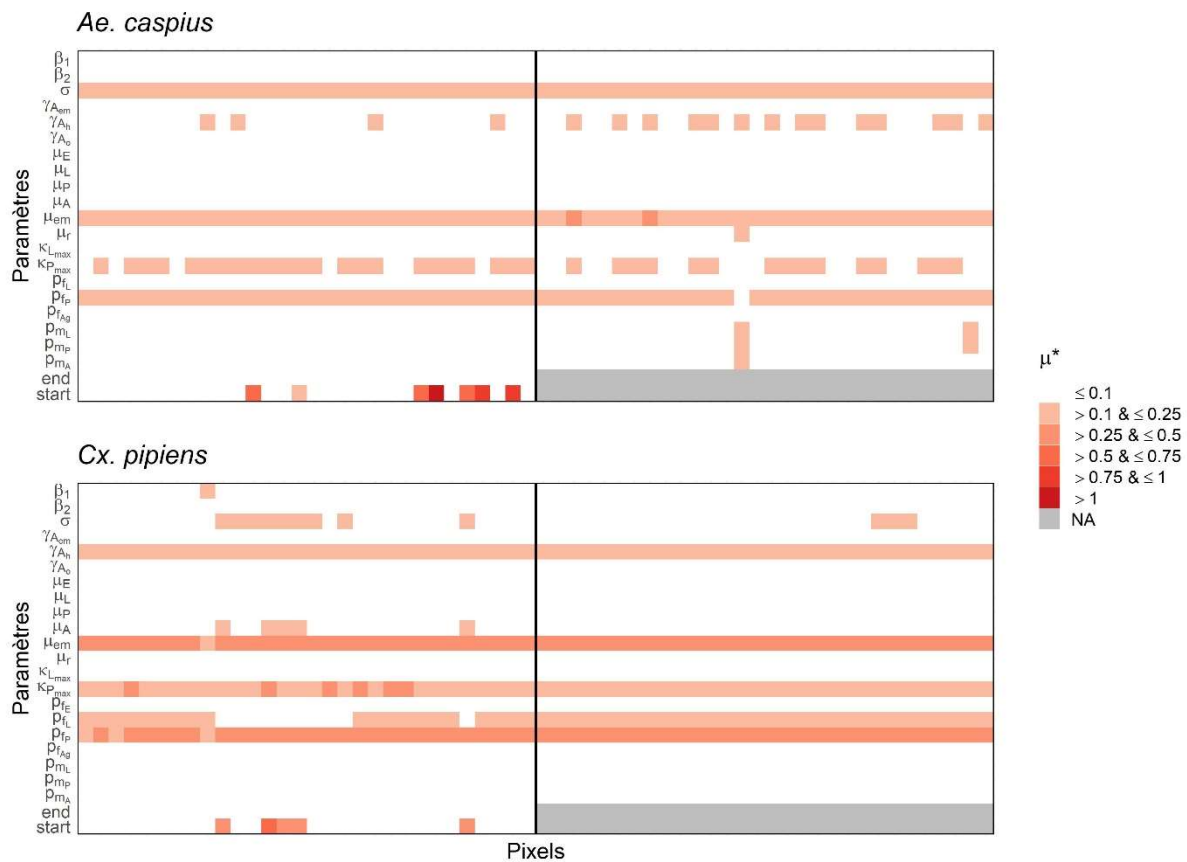 Ae. caspius
Paramètres
β1
β2
σ
γAem
γAh
γAo
μE
μL
μP
μA
μem
μr
κLmax
κPmax
pfL
pfP
pfAg
pmL
pmP
pmA
end
start
Cx. pipiens
Paramètres
β1
β2
σ
γAom
γAh
γAo
μE
μL
μP
μA
μem
μr
κLmax
κPmax
pfE
pfL
pfP
pfAg
pmL
pmP
pmA
end
start
Pixels
μ*
≤ 0.1
> 0.1 & ≤ 0.25
> 0.25 & ≤ 0.5
> 0.5 & ≤ 0.75
> 0.75 & ≤ 1
> 1
NA